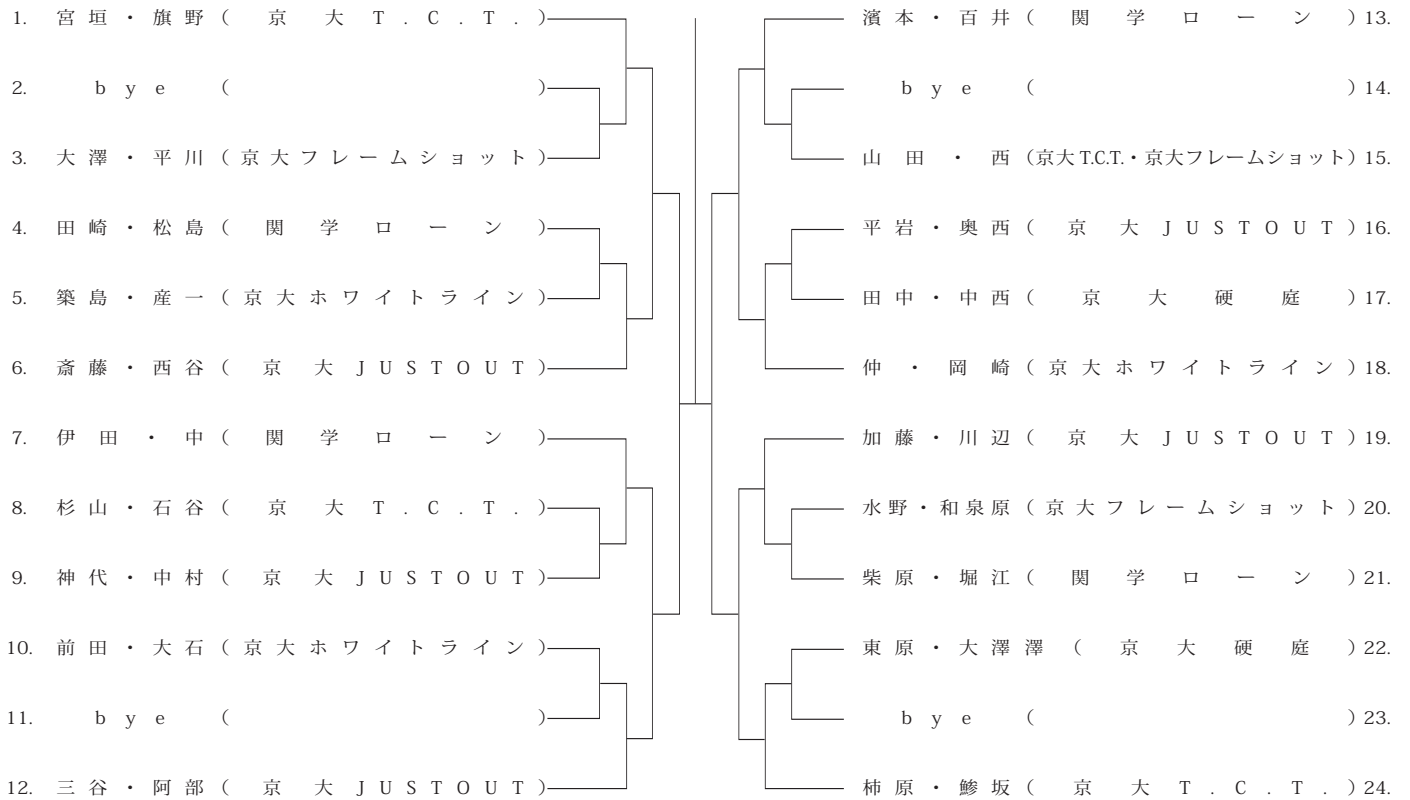 1. 宮垣・旗野(京大T.C.T.)
2. bye ( )
3. 大澤・平川(京大フレームショット)
4. 田崎・松島(関学ローン)
5. 築島・産一(京大ホワイトライン)
6. 斎藤・西谷(京大JUSTOUT)
7. 伊田・中(関学ローン)
8. 杉山・石谷(京大T.C.T.)
9. 神代・中村(京大JUSTOUT)
10. 前田・大石(京大ホワイトライン)
11. bye ( )
12. 三谷・阿部(京大JUSTOUT)
濱本・百井(関学ローン)13.
bye ( )14.
山田・西(京大T.C.T.・京大フレームショット)15.
平岩・奥西(京大JUSTOUT)16.
田中・中西(京大硬庭)17.
仲・岡崎(京大ホワイトライン)18.
加藤・川辺(京大JUSTOUT)19.
水野・和泉原(京大フレームショット)20.
柴原・堀江(関学ローン)21.
東原・大澤澤(京大硬庭)22.
bye ( )23.
柿原・鯵坂(京大T.C.T.)24.